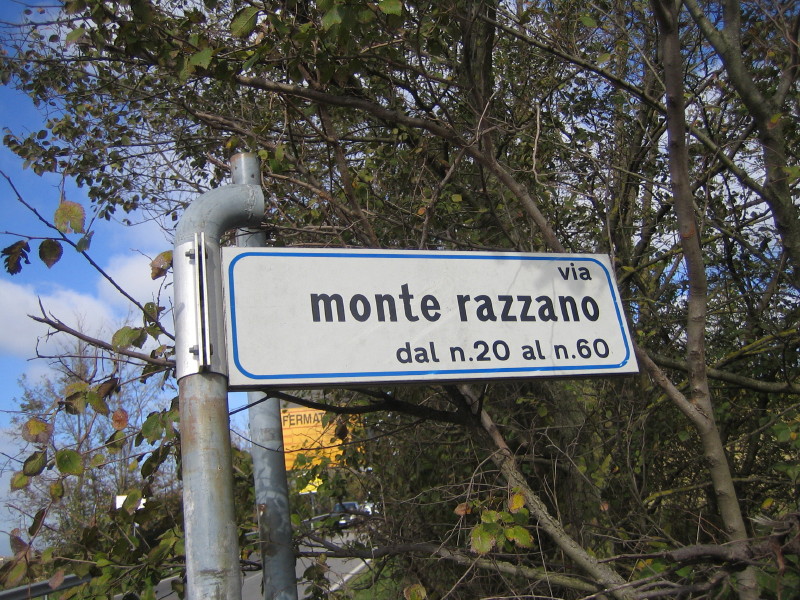 via
monte razzano
dal n.20 al n.60
FERMAT